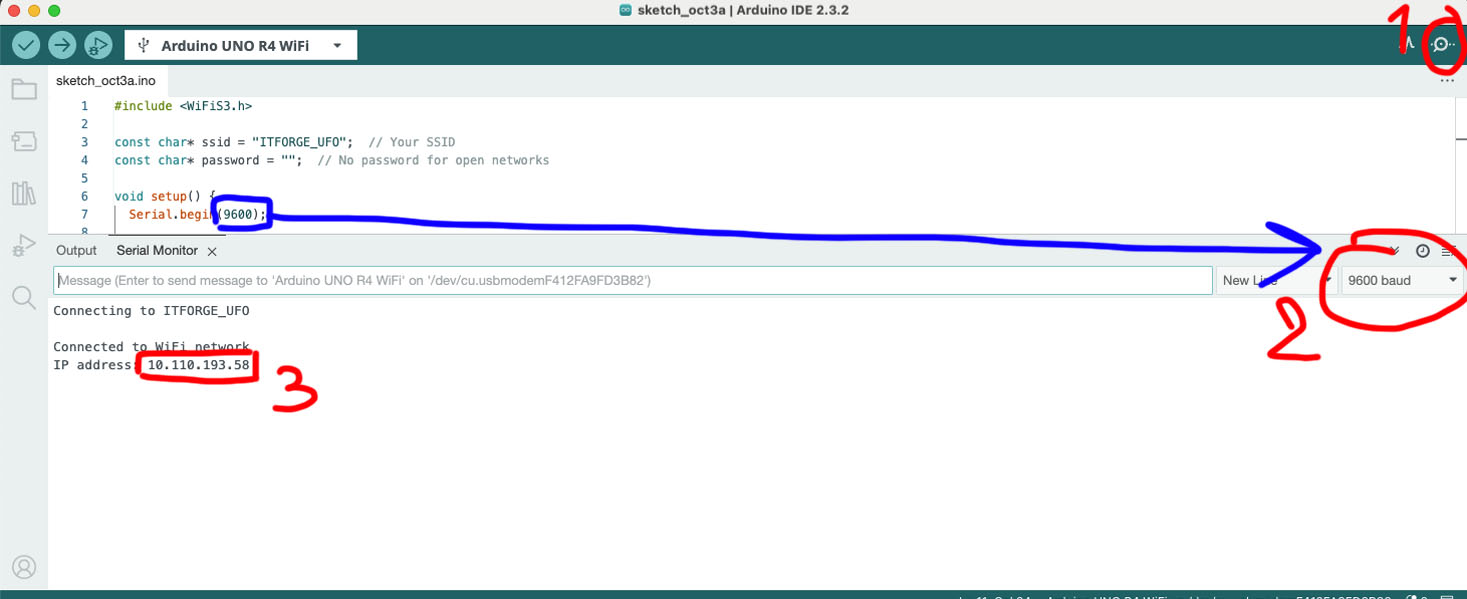 sketch_oct3a | Arduino IDE 2.3.2
1
Arduino UNO R4 WiFi
sketch_oct3a.ino
1 #include <WiFiS3.h>
2
3 const char* ssid = "ITFORGE_UFO";  // Your SSID
4 const char* password = "";  // No password for open networks
5
6 void setup() {
7 Serial.begin(9600);
8
Output Serial Monitor
Message (Enter to send message to 'Arduino UNO R4 WiFi' on '/dev/cu.usbmodemF412FA9FD3B82')
New Line
9600 baud
2
Connecting to ITFORGE_UFO
Connected to WiFi network
IP address: 10.110.193.58
3